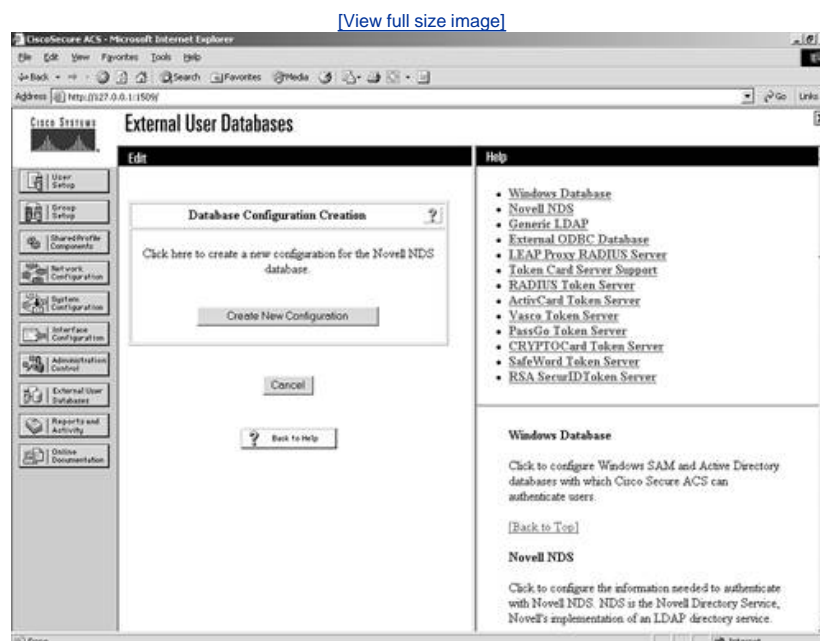 [View full size image]
CiscoSecure ACS - Microsoft Internet Explorer
File Edit View Favorites Tools Help
Back Search Favorites Media
Address http://127.0.0.1:1509/ Go Links
CISCO SYSTEMS
External User Databases
Edit
User Setup
Group Setup
Shared Profile Components
Network Configuration
System Configuration
Interface Configuration
Administration Control
External User Databases
Reports and Activity
Online Documentation
Database Configuration Creation ?
Click here to create a new configuration for the Novell NDS
database.
Create New Configuration
Cancel
? Back to Help
Help
• Windows Database
• Novell NDS
• Generic LDAP
• External ODBC Database
• LEAP Proxy RADIUS Server
• Token Card Server Support
• RADIUS Token Server
• ActivCard Token Server
• Vasco Token Server
• PassGo Token Server
• CRYPTOCard Token Server
• SafeWord Token Server
• RSA SecurIDToken Server
Windows Database
Click to configure Windows SAM and Active Directory
databases with which Cisco Secure ACS can
authenticate users.
[Back to Top]
Novell NDS
Click to configure the information needed to authenticate
with Novell NDS. NDS is the Novell Directory Service,
Novell's implementation of an LDAP directory service.